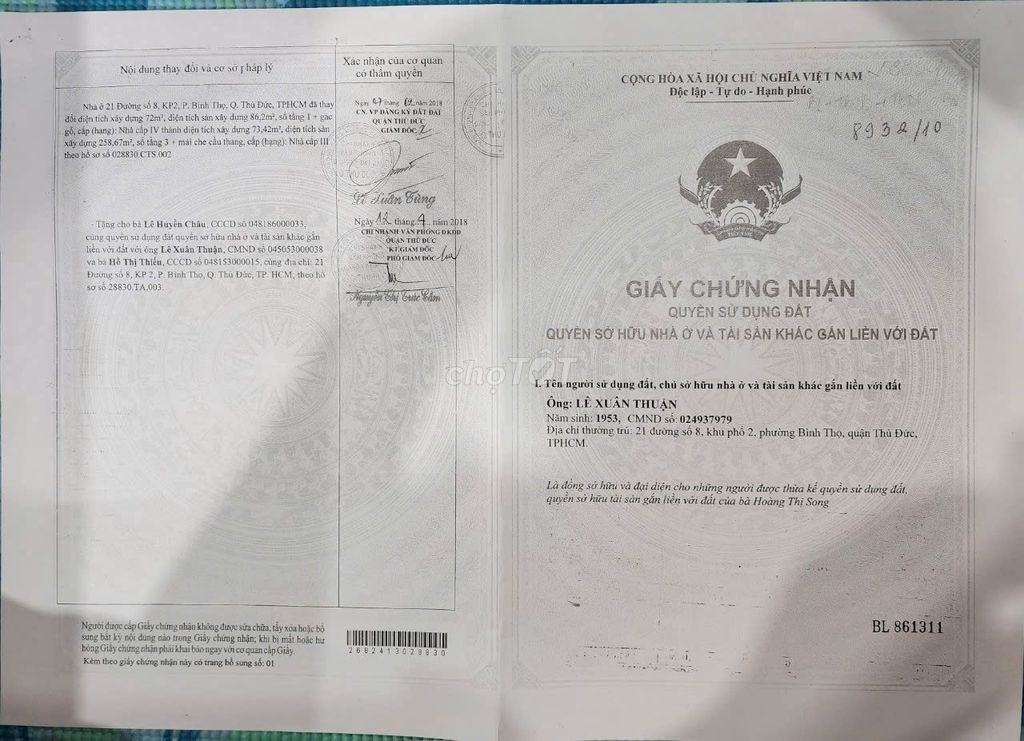 Nội dung thay đổi và cơ sở pháp lý
Xác nhận của cơ quan
có thẩm quyền
Nhà ở 21 Đường số 8, KP2, P. Bình Thọ, Q. Thủ Đức, TPHCM đã thay
đổi diện tích xây dựng 72m², diện tích sàn xây dựng 86,2m², số tầng 1 + gác
gỗ, cấp (hạng): Nhà cấp IV thành diện tích xây dựng 73,42m², diện tích sàn
xây dựng 258,67m², số tầng 3 + mái che cầu thang, cấp (hạng): Nhà cấp III
theo hồ sơ số 028830.CTS.002
Ngày 07 tháng 02 năm 2018
CN. VP ĐĂNG KÝ ĐẤT ĐAI
QUẬN THỦ ĐỨC
GIÁM ĐỐC
Lê Xuân Tùng
- Tặng cho bà Lê Huyền Châu, CCCD số 048186000033,
cùng quyền sử dụng đất quyền sở hữu nhà ở và tài sản khác gắn
liền với đất với ông Lê Xuân Thuận, CMND số 045053000038
và bà Hồ Thị Thiếu, CCCD số 048153000015, cùng địa chỉ: 21
Đường số 8, KP 2, P. Bình Thọ, Q. Thủ Đức, TP. HCM, theo hồ
sơ số 28830.TA.003.
Ngày 12 tháng 4 năm 2018
CHI NHÁNH VĂN PHÒNG ĐKĐĐ
QUẬN THỦ ĐỨC
KT.GIÁM ĐỐC
PHÓ GIÁM ĐỐC
Nguyễn Thị Trúc Cầm
Người được cấp Giấy chứng nhận không được sửa chữa, tẩy xóa hoặc bổ
sung bất kỳ nội dung nào trong Giấy chứng nhận; khi bị mất hoặc hư
hỏng Giấy chứng nhận phải khai báo ngay với cơ quan cấp Giấy.
Kèm theo giấy chứng nhận này có trang bổ sung số: 01
2682413028830
CỘNG HÒA XÃ HỘI CHỦ NGHĨA VIỆT NAM
Độc lập - Tự do - Hạnh phúc
8932/10
GIẤY CHỨNG NHẬN
QUYỀN SỬ DỤNG ĐẤT
QUYỀN SỞ HỮU NHÀ Ở VÀ TÀI SẢN KHÁC GẮN LIỀN VỚI ĐẤT
chợTỐT
I. Tên người sử dụng đất, chủ sở hữu nhà ở và tài sản khác gắn liền với đất
Ông: LÊ XUÂN THUẬN
Năm sinh: 1953, CMND số: 024937979
Địa chỉ thường trú: 21 đường số 8, khu phố 2, phường Bình Thọ, quận Thủ Đức,
TPHCM.
Là đồng sở hữu và đại diện cho những người được thừa kế quyền sử dụng đất,
quyền sở hữu tài sản gắn liền với đất của bà Hoàng Thị Song
BL 861311